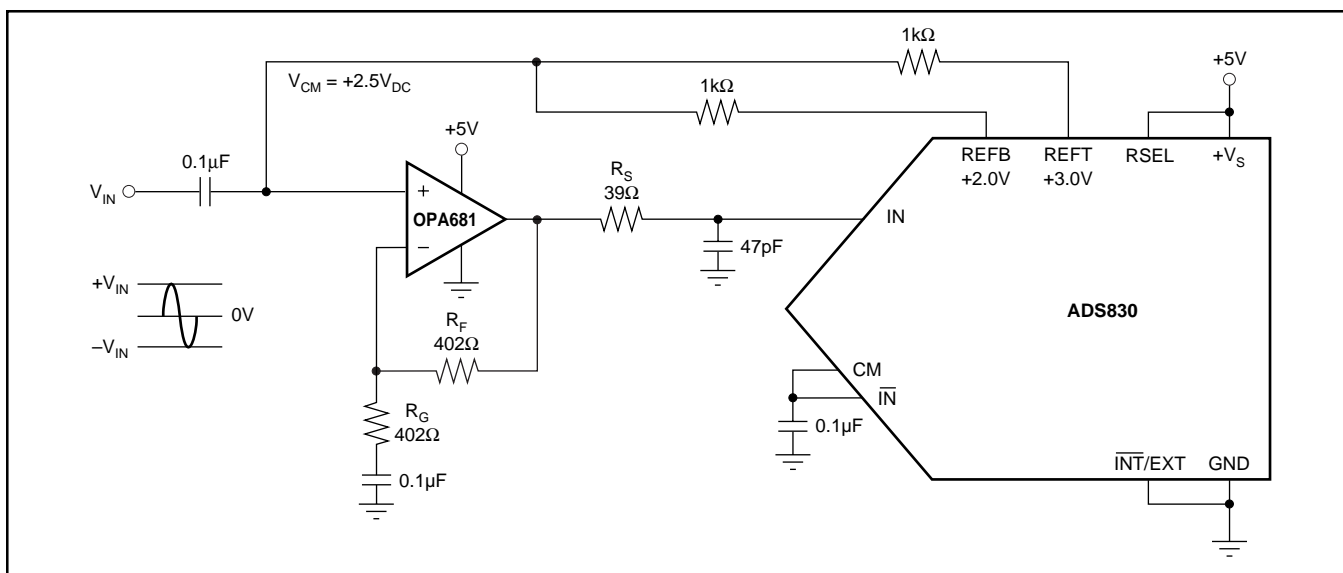 1kΩ
+5V
V_CM = +2.5V_DC
1kΩ
+5V
REFB
+2.0V
REFT
+3.0V
RSEL
+V_S
0.1µF
V_IN
+
OPA681
–
R_S
39Ω
IN
47pF
+V_IN
0V
–V_IN
ADS830
R_F
402Ω
CM
I̅N̅
R_G
402Ω
0.1µF
0.1µF
I̅N̅T̅/EXT
GND